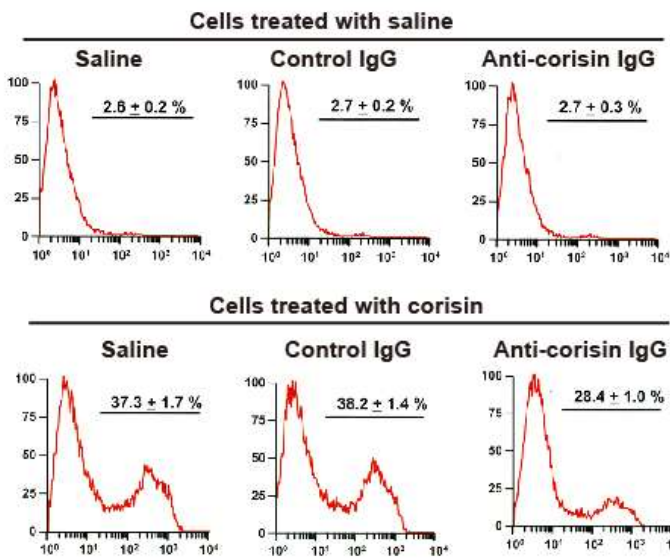 Cells treated with saline
Saline Control IgG Anti-corisin IgG
100 100 100
2.6 ± 0.2 % 2.7 ± 0.2 % 2.7 ± 0.3 %
75 75 75
50 50 50
25 25 25
0 0 0
10⁰ 10¹ 10² 10³ 10⁴ 10⁰ 10¹ 10² 10³ 10⁴ 10⁰ 10¹ 10² 10³ 10⁴
Cells treated with corisin
Saline Control IgG Anti-corisin IgG
100 100 100
37.3 ± 1.7 % 38.2 ± 1.4 % 28.4 ± 1.0 %
75 75 75
50 50 50
25 25 25
0 0 0
10⁰ 10¹ 10² 10³ 10⁴ 10⁰ 10¹ 10² 10³ 10⁴ 10⁰ 10¹ 10² 10³